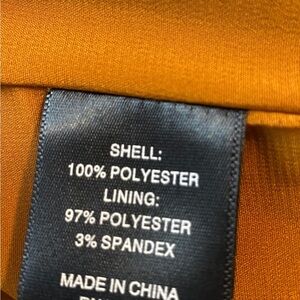 SHELL:
100% POLYESTER
LINING:
97% POLYESTER
3% SPANDEX
MADE IN CHINA